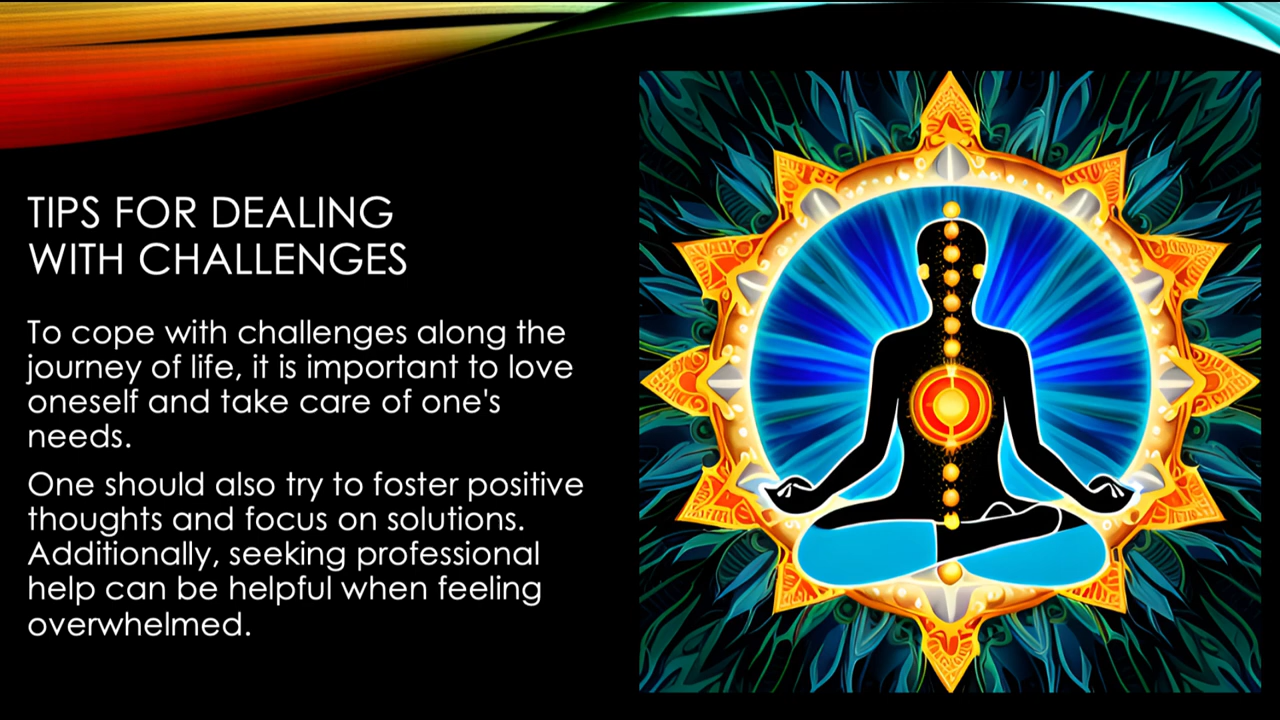 TIPS FOR DEALING
WITH CHALLENGES
To cope with challenges along the
journey of life, it is important to love
oneself and take care of one's
needs.
One should also try to foster positive
thoughts and focus on solutions.
Additionally, seeking professional
help can be helpful when feeling
overwhelmed.